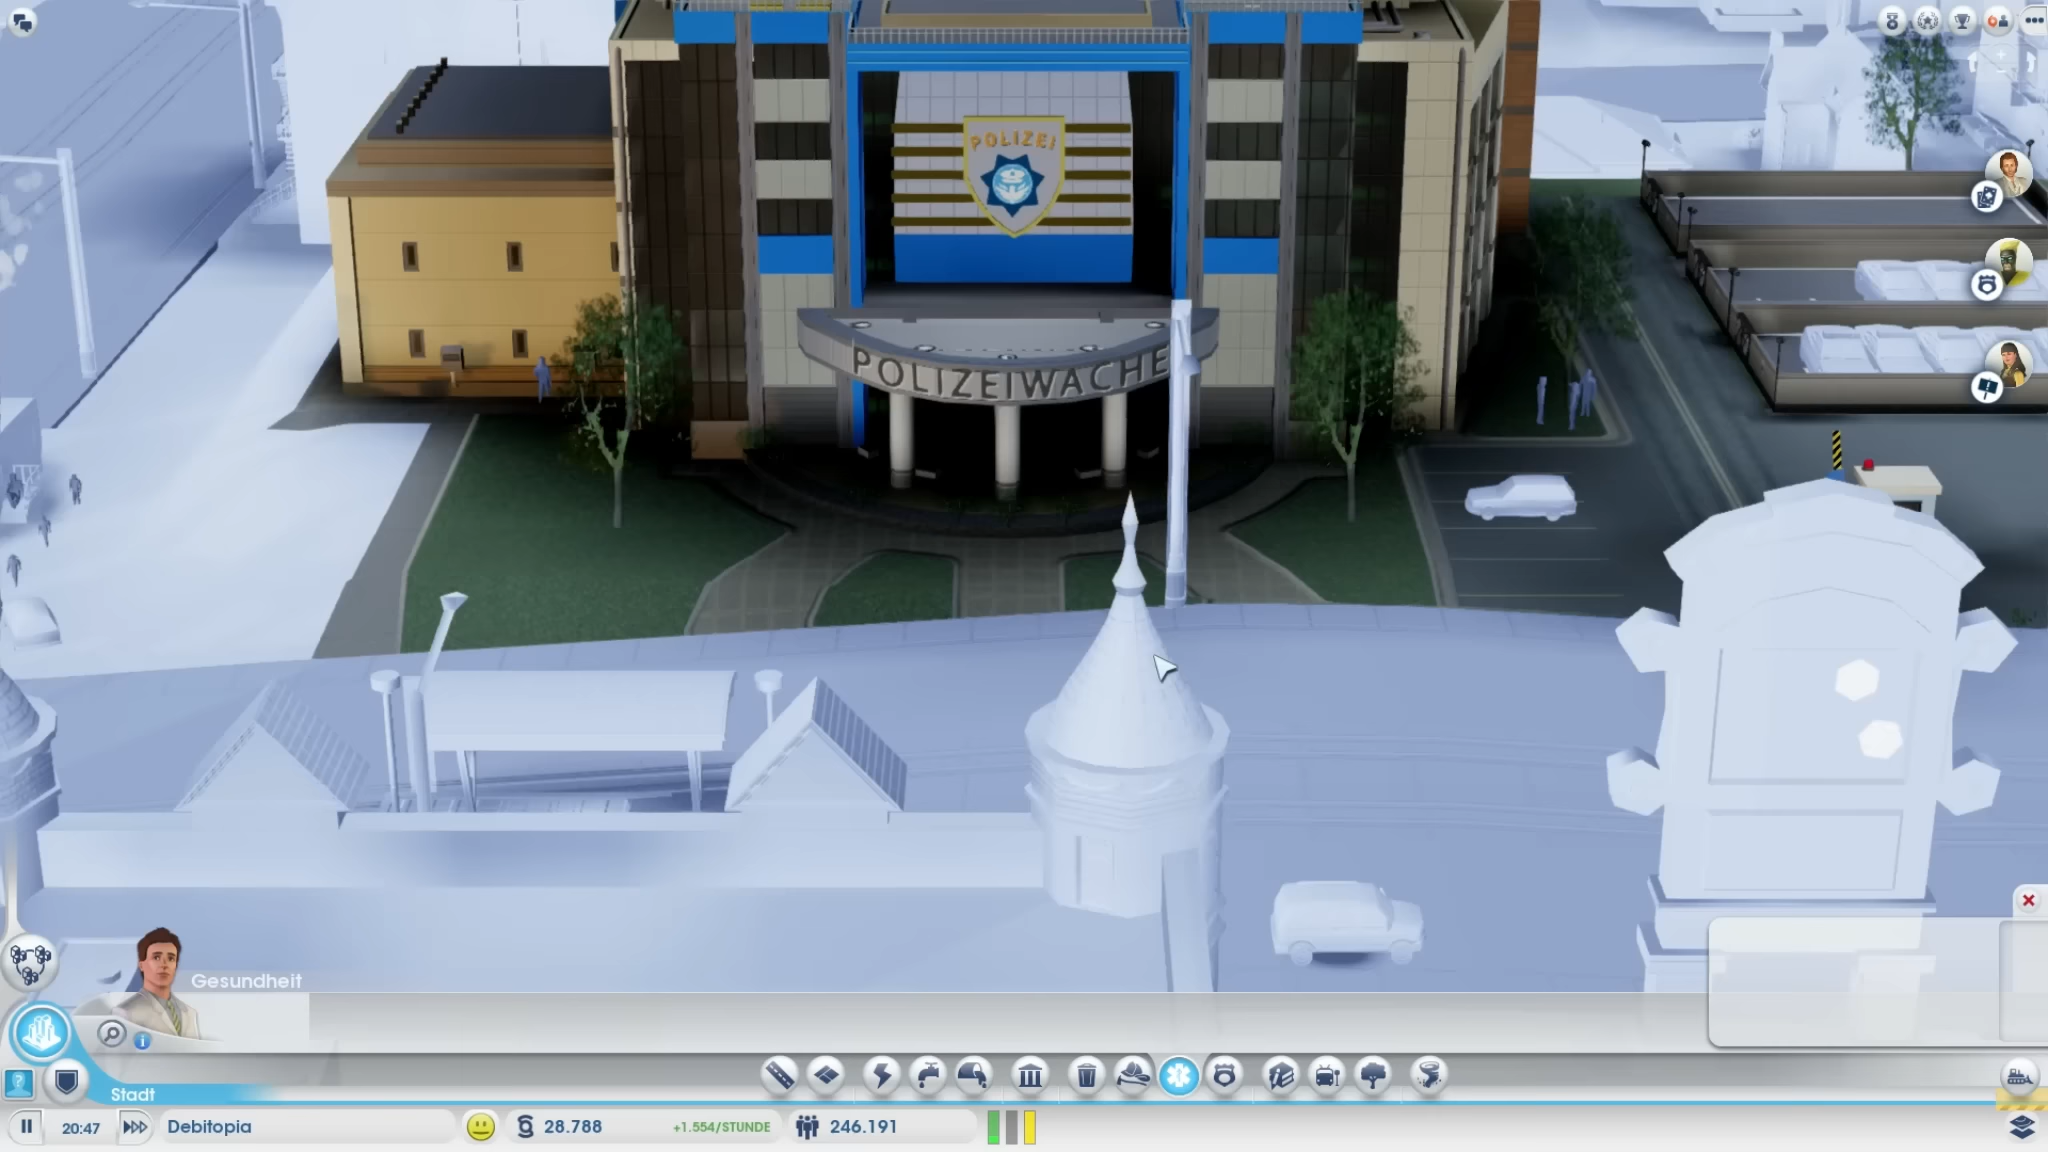 POLIZEI
POLIZEIWACHE
Gesundheit
Stadt
20:47
Debitopia
28.788
+1.554/STUNDE
246.191